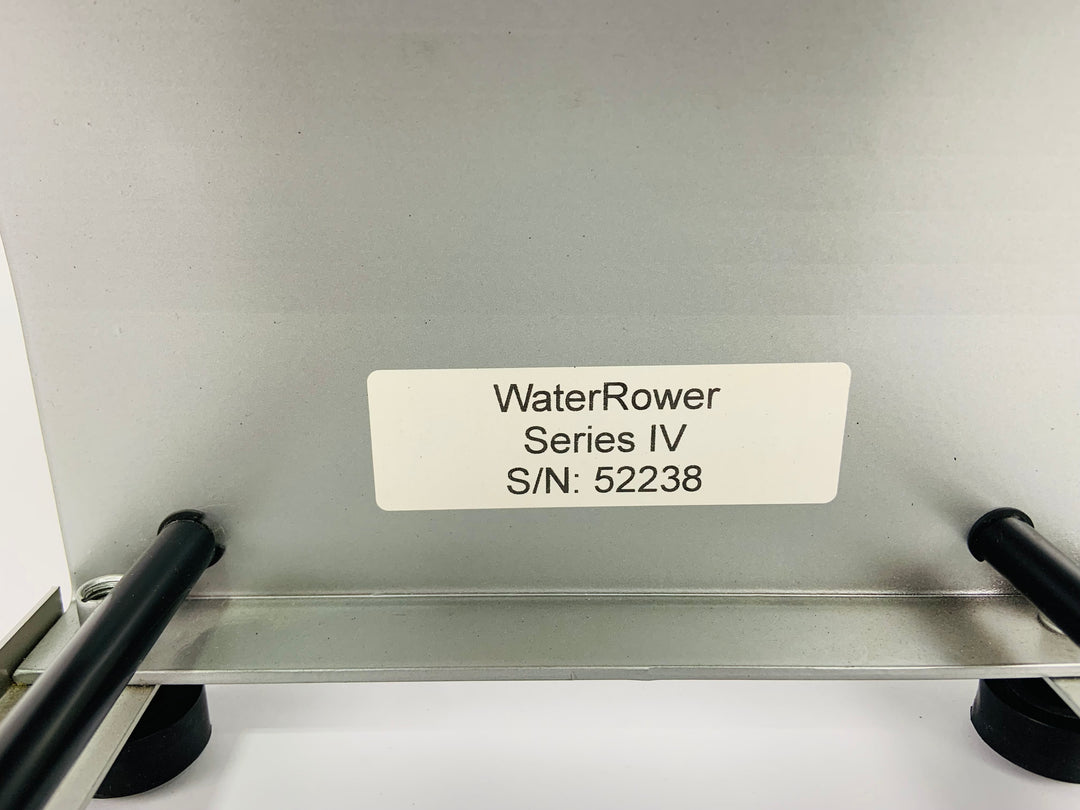 WaterRower
Series IV
S/N: 52238